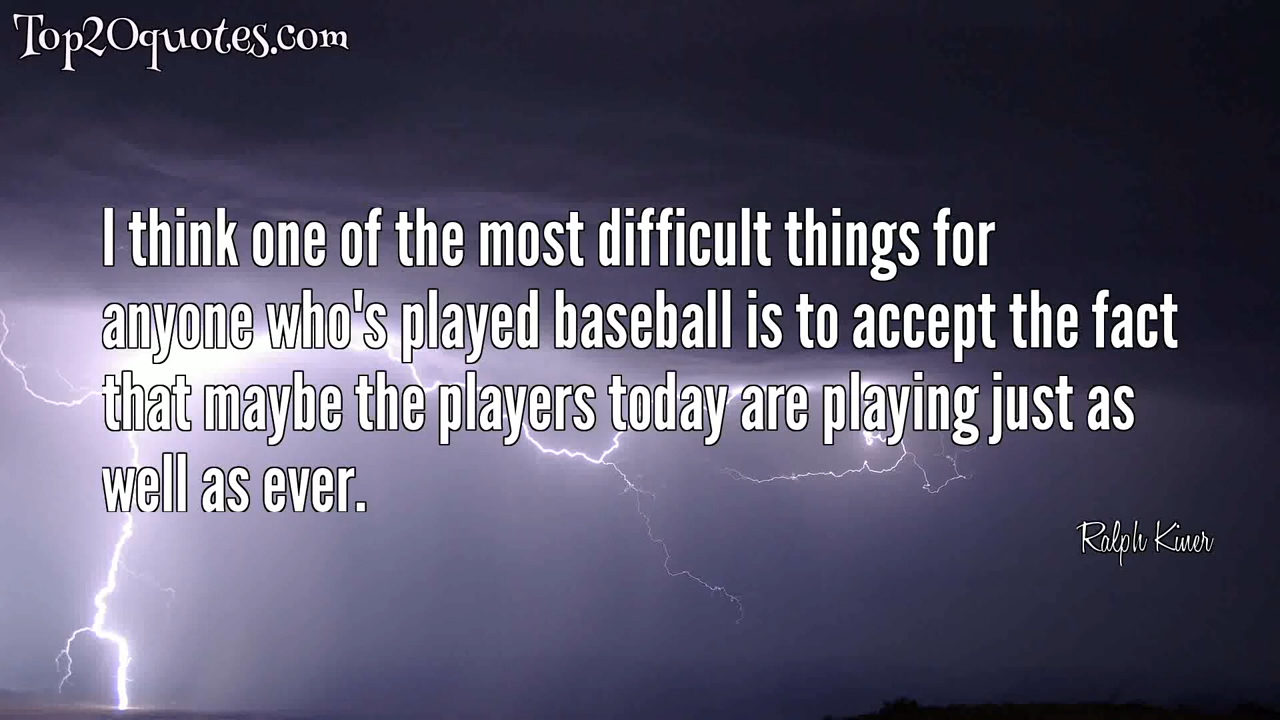 Top20quotes.com
I think one of the most difficult things for
anyone who's played baseball is to accept the fact
that maybe the players today are playing just as
well as ever.
Ralph Kiner